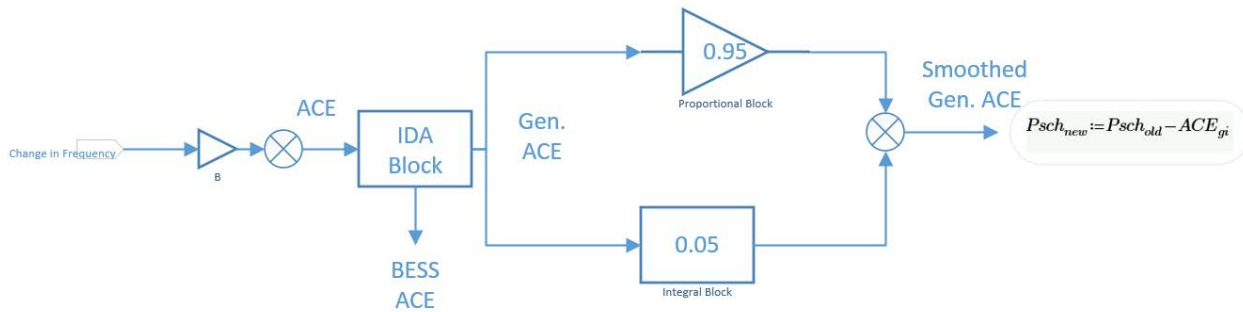 Change in Frequency
B
ACE
IDA
Block
BESS
ACE
Gen.
ACE
0.95
Proportional Block
0.05
Integral Block
Smoothed
Gen. ACE
Psch_new := Psch_old − ACE_gi